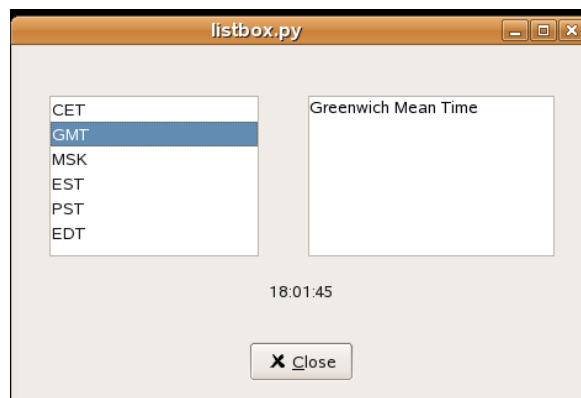 listbox.py
CET
GMT
MSK
EST
PST
EDT
Greenwich Mean Time
18:01:45
Close